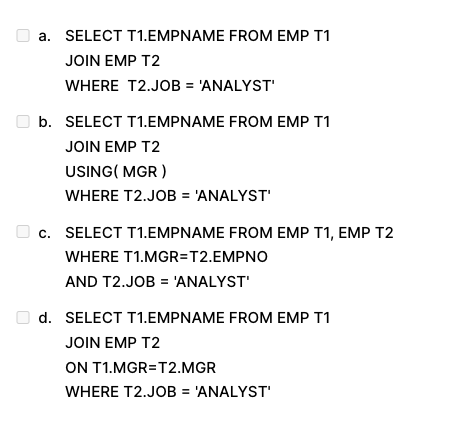 a. SELECT T1.EMPNAME FROM EMP T1
JOIN EMP T2
WHERE  T2.JOB = 'ANALYST'
b. SELECT T1.EMPNAME FROM EMP T1
JOIN EMP T2
USING( MGR )
WHERE T2.JOB = 'ANALYST'
c. SELECT T1.EMPNAME FROM EMP T1, EMP T2
WHERE T1.MGR=T2.EMPNO
AND T2.JOB = 'ANALYST'
d. SELECT T1.EMPNAME FROM EMP T1
JOIN EMP T2
ON T1.MGR=T2.MGR
WHERE T2.JOB = 'ANALYST'